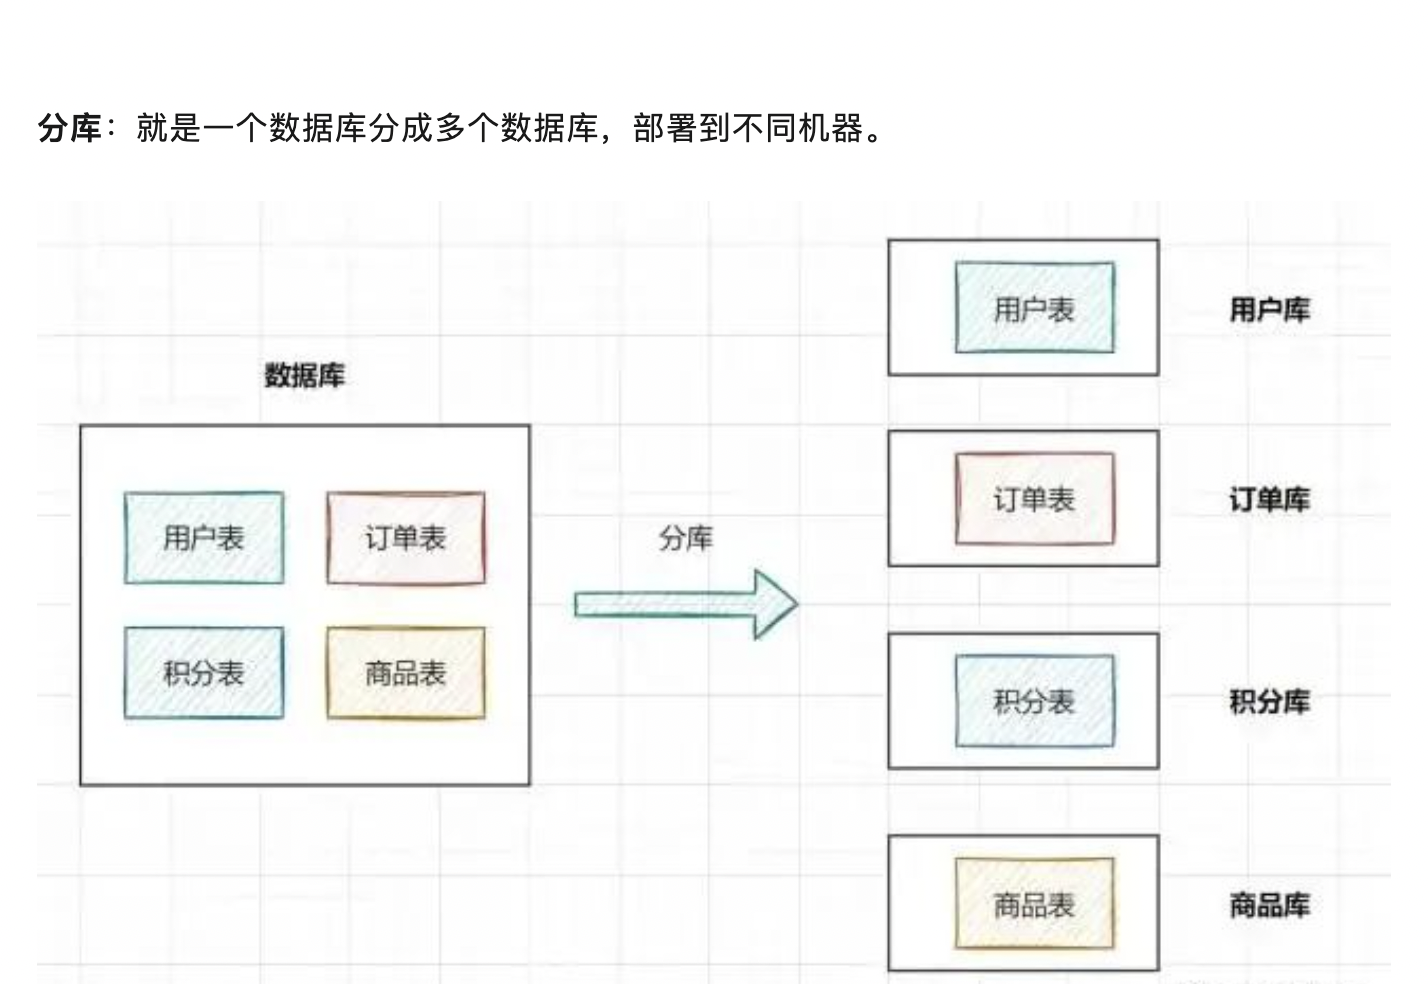 分库：就是一个数据库分成多个数据库，部署到不同机器。
数据库
用户表
订单表
积分表
商品表
分库
用户表
用户库
订单表
订单库
积分表
积分库
商品表
商品库